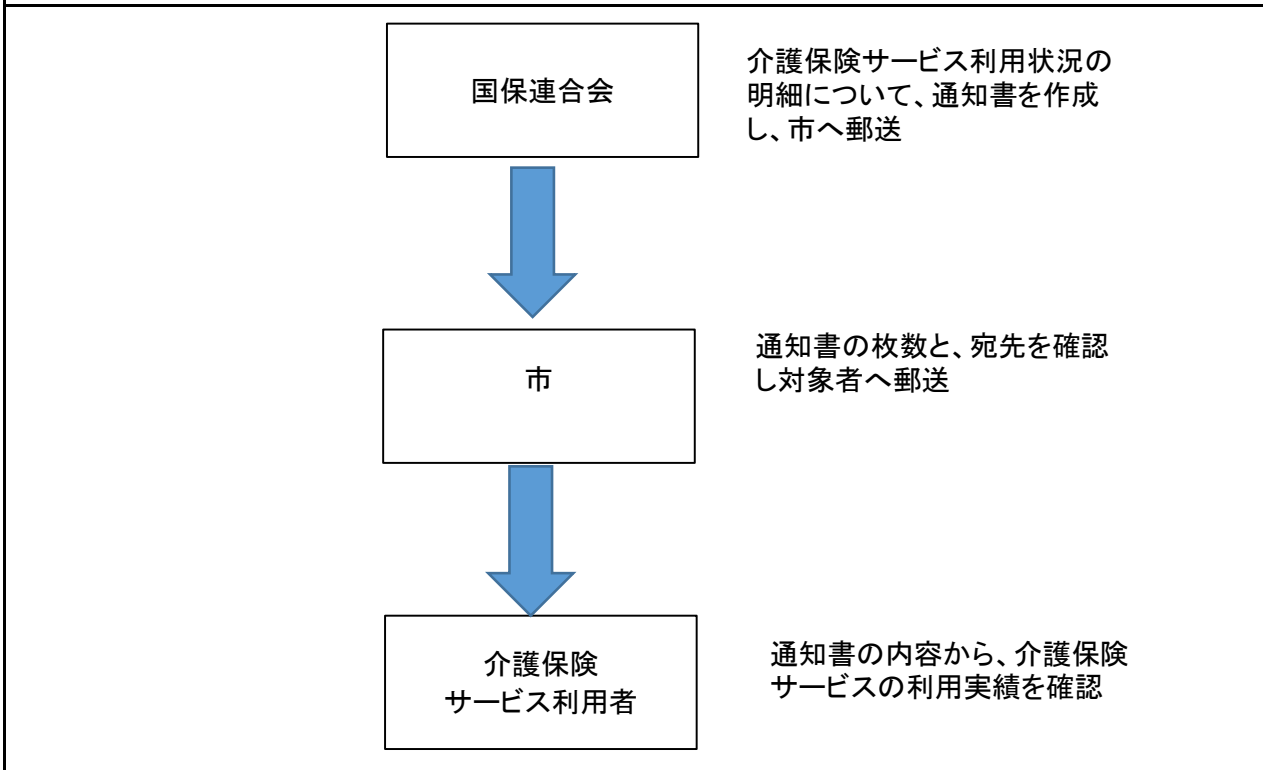 国保連合会
介護保険サービス利用状況の
明細について、通知書を作成
し、市へ郵送
市
通知書の枚数と、宛先を確認
し対象者へ郵送
介護保険
サービス利用者
通知書の内容から、介護保険
サービスの利用実績を確認